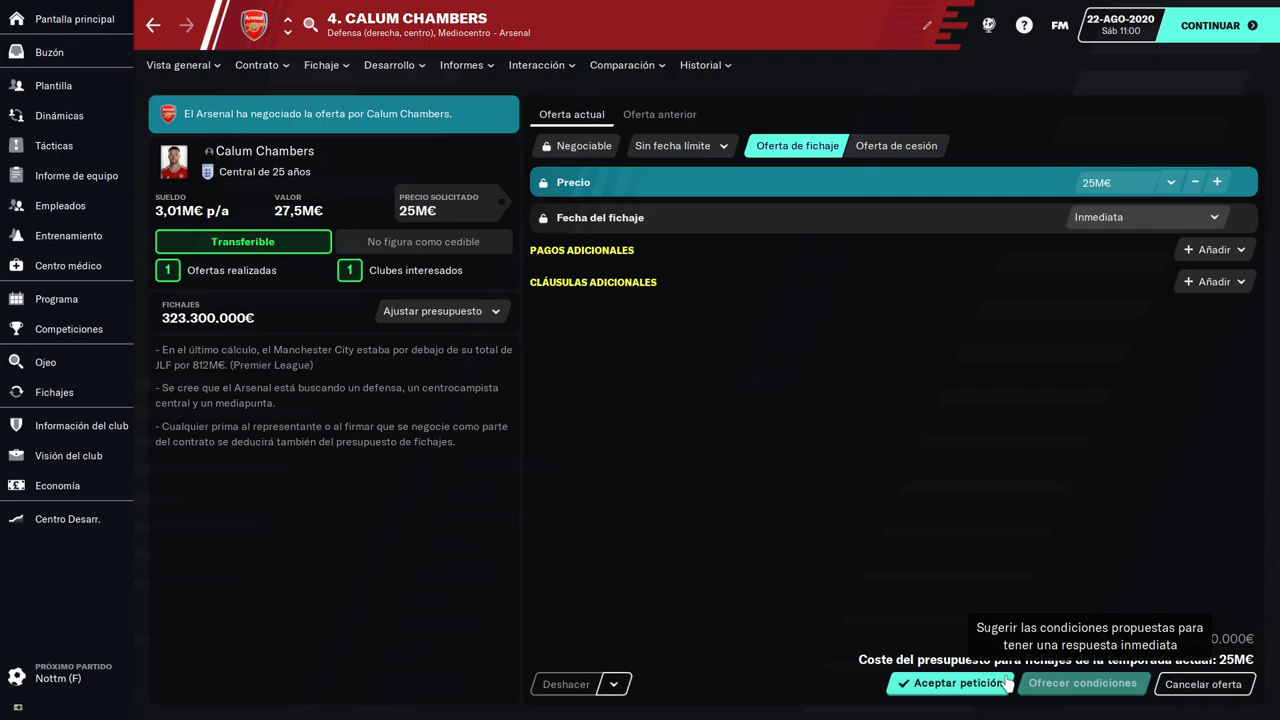 Pantalla principal
Buzón
Plantilla
Dinámicas
Tácticas
Informe de equipo
Empleados
Entrenamiento
Centro médico
Programa
Competiciones
Ojeo
Fichajes
Información del club
Visión del club
Economía
Centro Desarr.
PRÓXIMO PARTIDO
Nottm (F)
Arsenal
4. CALUM CHAMBERS
Defensa (derecha, centro), Mediocentro - Arsenal
?
FM
22-AGO-2020
Sáb 11:00
CONTINUAR
Vista general
Contrato
Fichaje
Desarrollo
Informes
Interacción
Comparación
Historial
El Arsenal ha negociado la oferta por Calum Chambers.
Calum Chambers
Central de 25 años
SUELDO
3,01M€ p/a
VALOR
27,5M€
PRECIO SOLICITADO
25M€
Transferible
No figura como cedible
1 Ofertas realizadas
1 Clubes interesados
FICHAJES
323.300.000€
Ajustar presupuesto
- En el último cálculo, el Manchester City estaba por debajo de su total de
JLF por 812M€. (Premier League)
- Se cree que el Arsenal está buscando un defensa, un centrocampista
central y un mediapunta.
- Cualquier prima al representante o al firmar que se negocie como parte
del contrato se deducirá también del presupuesto de fichajes.
Oferta actual
Oferta anterior
Negociable
Sin fecha límite
Oferta de fichaje
Oferta de cesión
Precio
25M€
- +
Fecha del fichaje
Inmediata
PAGOS ADICIONALES
+ Añadir
CLÁUSULAS ADICIONALES
+ Añadir
Sugerir las condiciones propuestas para
tener una respuesta inmediata
Coste del presupuesto para fichajes de la temporada actual: 25M€
Deshacer
Aceptar petición
Ofrecer condiciones
Cancelar oferta